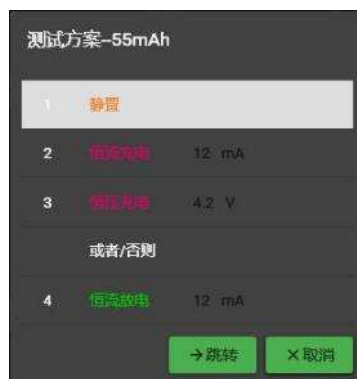 测试方案--55mAh
1 静置
2 恒流充电 12 mA
3 恒压充电 4.2 V
或者/否则
4 恒流放电 12 mA
→跳转 ×取消